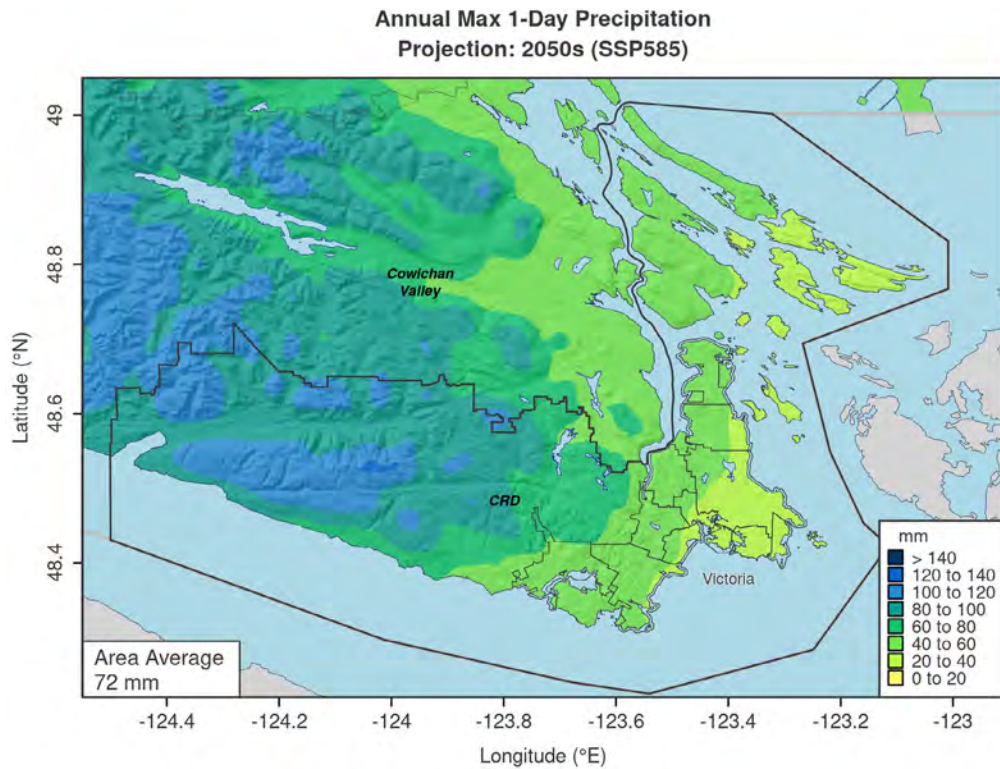 Annual Max 1-Day Precipitation
Projection: 2050s (SSP585)
Latitude (°N)
49
48.8
48.6
48.4
Cowichan
Valley
CRD
Victoria
mm
> 140
120 to 140
100 to 120
80 to 100
60 to 80
40 to 60
20 to 40
0 to 20
Area Average
72 mm
-124.4
-124.2
-124
-123.8
-123.6
-123.4
-123.2
-123
Longitude (°E)